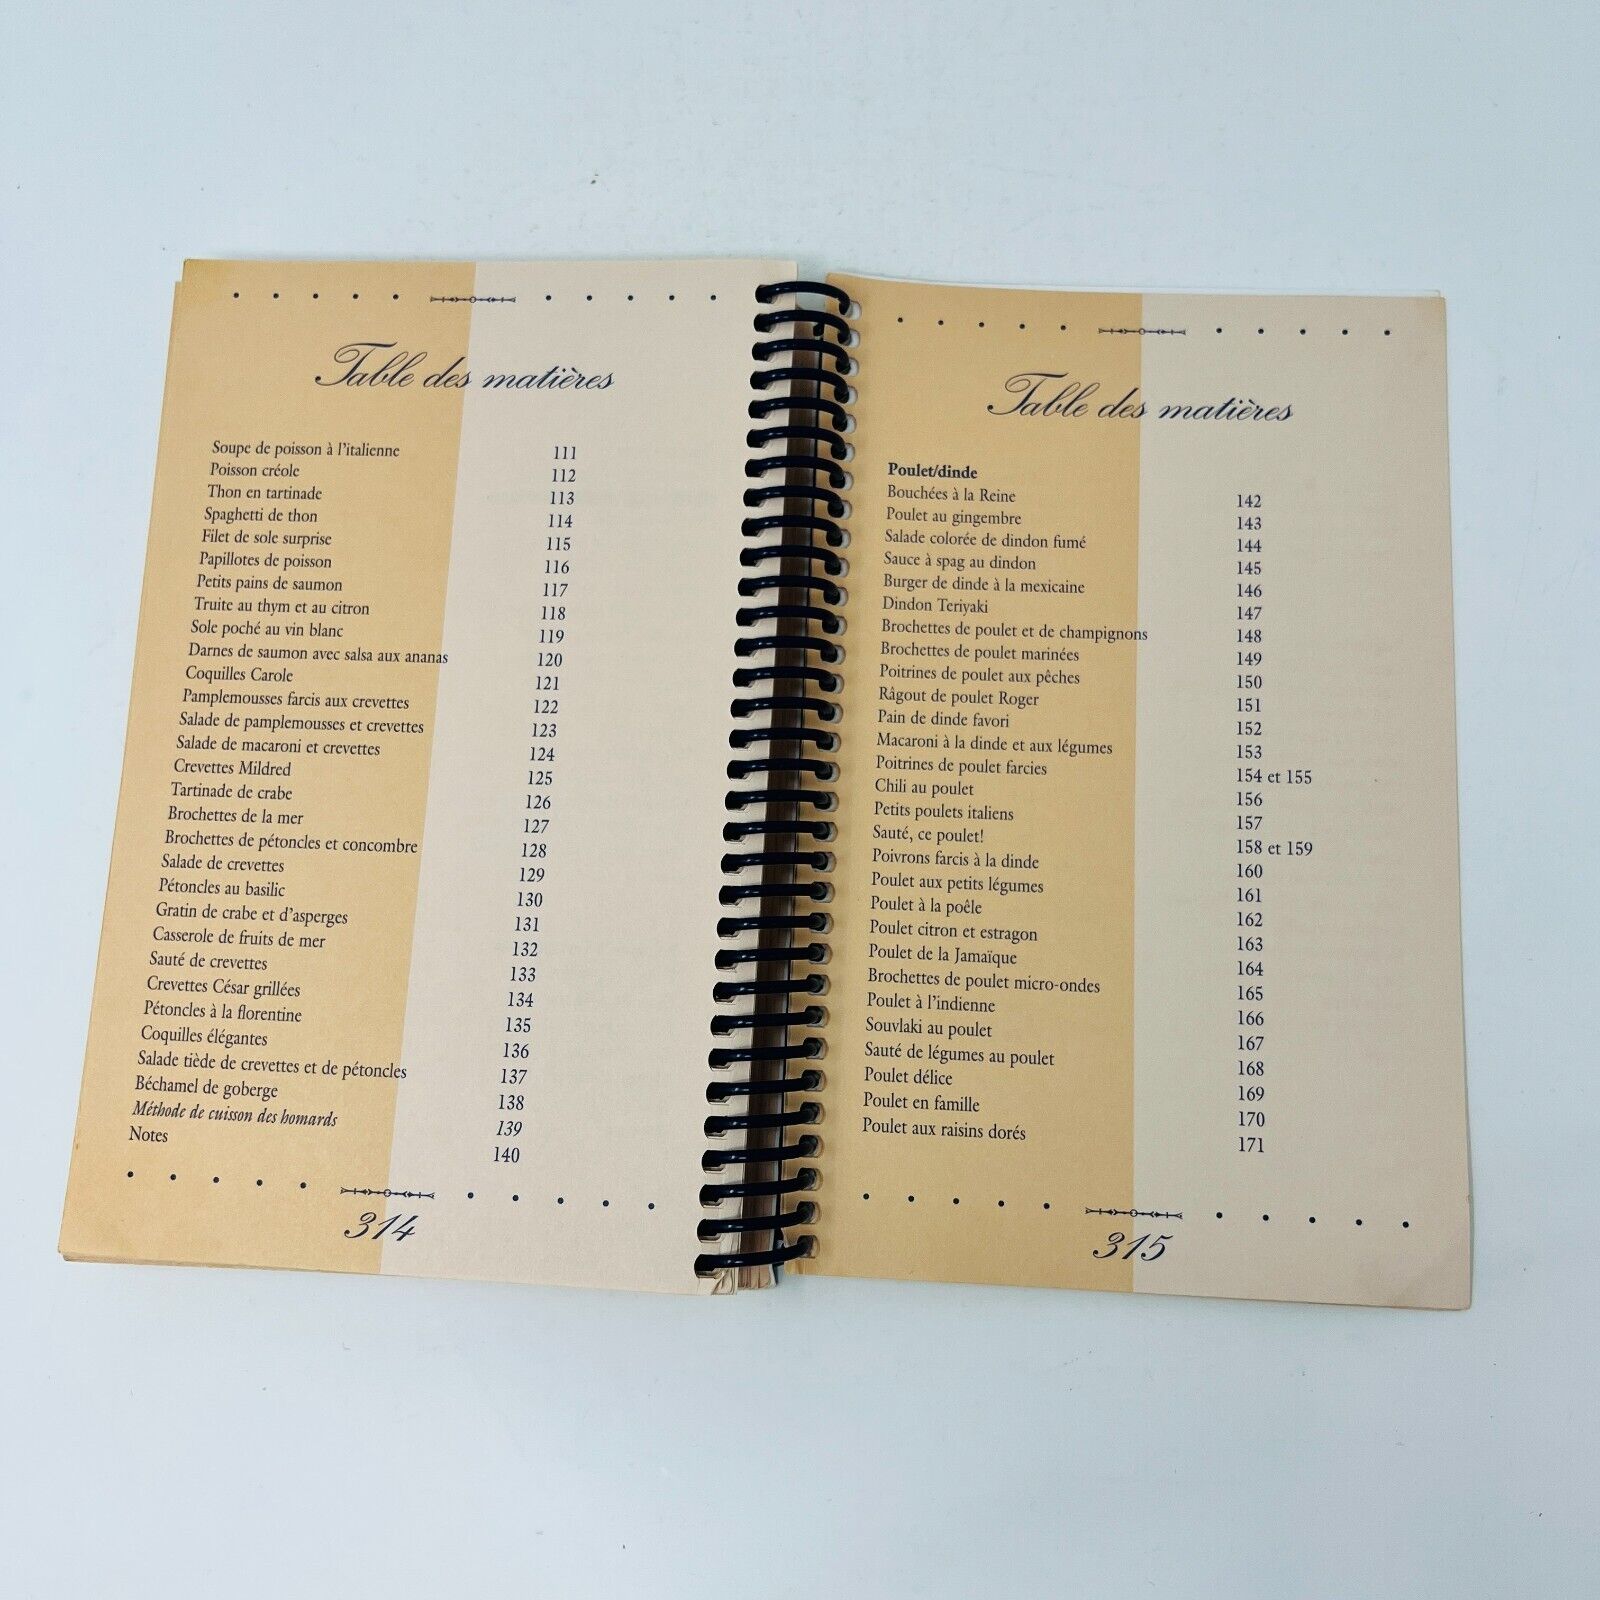 Table des matières
Soupe de poisson à l'italienne 111
Poisson créole 112
Thon en tartinade 113
Spaghetti de thon 114
Filet de sole surprise 115
Papillotes de poisson 116
Petits pains de saumon 117
Truite au thym et au citron 118
Sole poché au vin blanc 119
Darnes de saumon avec salsa aux ananas 120
Coquilles Carole 121
Pamplemousses farcis aux crevettes 122
Salade de pamplemousses et crevettes 123
Salade de macaroni et crevettes 124
Crevettes Mildred 125
Tartinade de crabe 126
Brochettes de la mer 127
Brochettes de pétoncles et concombre 128
Salade de crevettes 129
Pétoncles au basilic 130
Gratin de crabe et d'asperges 131
Casserole de fruits de mer 132
Sauté de crevettes 133
Crevettes César grillées 134
Pétoncles à la florentine 135
Coquilles élégantes 136
Salade tiède de crevettes et de pétoncles 137
Béchamel de goberge 138
Méthode de cuisson des homards 139
Notes 140
314
Table des matières
Poulet/dinde
Bouchées à la Reine 142
Poulet au gingembre 143
Salade colorée de dindon fumé 144
Sauce à spag au dindon 145
Burger de dinde à la mexicaine 146
Dindon Teriyaki 147
Brochettes de poulet et de champignons 148
Brochettes de poulet marinées 149
Poitrines de poulet aux pêches 150
Râgout de poulet Roger 151
Pain de dinde favori 152
Macaroni à la dinde et aux légumes 153
Poitrines de poulet farcies 154 et 155
Chili au poulet 156
Petits poulets italiens 157
Sauté, ce poulet! 158 et 159
Poivrons farcis à la dinde 160
Poulet aux petits légumes 161
Poulet à la poêle 162
Poulet citron et estragon 163
Poulet de la Jamaïque 164
Brochettes de poulet micro-ondes 165
Poulet à l'indienne 166
Souvlaki au poulet 167
Sauté de légumes au poulet 168
Poulet délice 169
Poulet en famille 170
Poulet aux raisins dorés 171
315